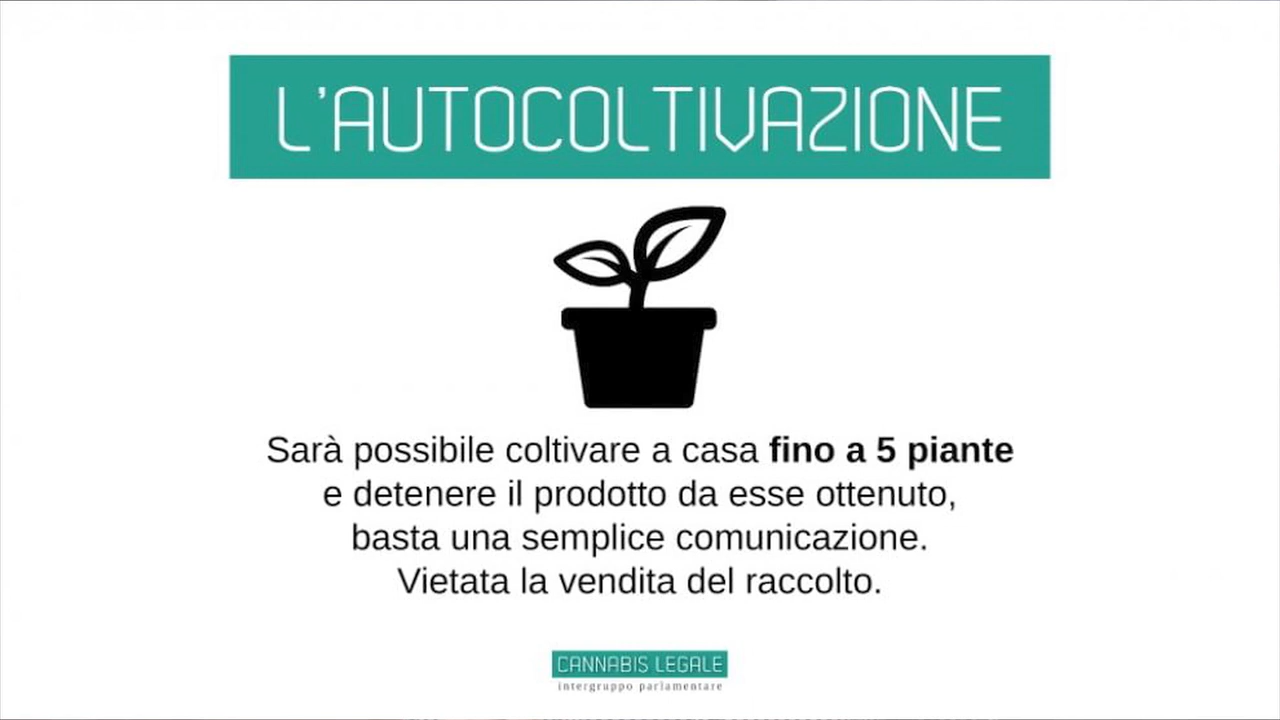 L'AUTOCOLTIVAZIONE
Sarà possibile coltivare a casa fino a 5 piante
e detenere il prodotto da esse ottenuto,
basta una semplice comunicazione.
Vietata la vendita del raccolto.
CANNABIS LEGALE
intergruppo parlamentare